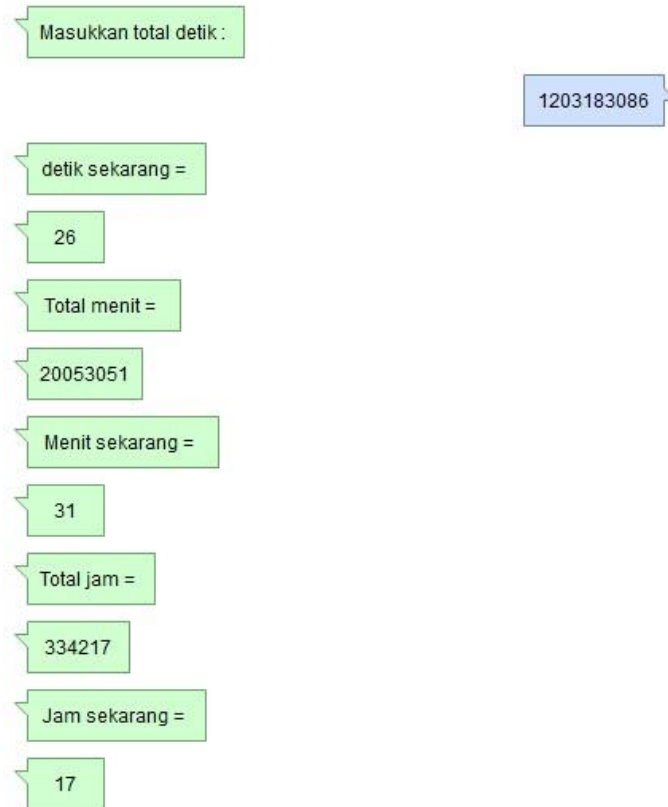 Masukkan total detik :
1203183086
detik sekarang =
26
Total menit =
20053051
Menit sekarang =
31
Total jam =
334217
Jam sekarang =
17